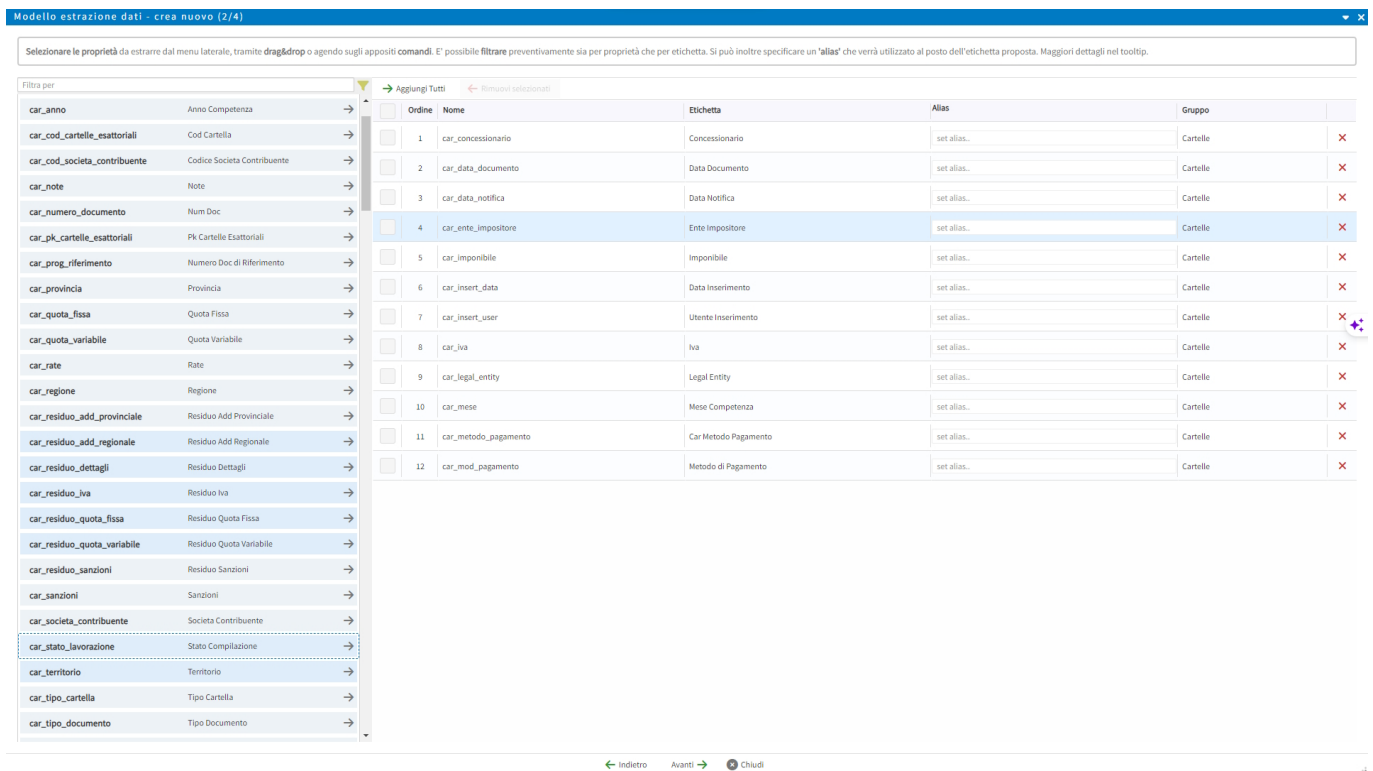 Modello estrazione dati - crea nuovo (2/4)
Selezionare le proprietà da estrarre dal menu laterale, tramite drag&drop o agendo sugli appositi comandi. E' possibile filtrare preventivamente sia per proprietà che per etichetta. Si può inoltre specificare un 'alias' che verrà utilizzato al posto dell'etichetta proposta. Maggiori dettagli nel tooltip.
Filtra per
car_anno Anno Competenza
car_cod_cartelle_esattoriali Cod Cartella
car_cod_societa_contribuente Codice Societa Contribuente
car_note Note
car_numero_documento Num Doc
car_pk_cartelle_esattoriali Pk Cartelle Esattoriali
car_prog_riferimento Numero Doc di Riferimento
car_provincia Provincia
car_quota_fissa Quota Fissa
car_quota_variabile Quota Variabile
car_rate Rate
car_regione Regione
car_residuo_add_provinciale Residuo Add Provinciale
car_residuo_add_regionale Residuo Add Regionale
car_residuo_dettagli Residuo Dettagli
car_residuo_iva Residuo Iva
car_residuo_quota_fissa Residuo Quota Fissa
car_residuo_quota_variabile Residuo Quota Variabile
car_residuo_sanzioni Residuo Sanzioni
car_sanzioni Sanzioni
car_societa_contribuente Societa Contribuente
car_stato_lavorazione Stato Compilazione
car_territorio Territorio
car_tipo_cartella Tipo Cartella
car_tipo_documento Tipo Documento
Aggiungi Tutti Rimuovi selezionati
Ordine Nome Etichetta Alias Gruppo
1 car_concessionario Concessionario set alias.. Cartelle
2 car_data_documento Data Documento set alias.. Cartelle
3 car_data_notifica Data Notifica set alias.. Cartelle
4 car_ente_impositore Ente Impositore set alias.. Cartelle
5 car_imponibile Imponibile set alias.. Cartelle
6 car_insert_data Data Inserimento set alias.. Cartelle
7 car_insert_user Utente Inserimento set alias.. Cartelle
8 car_iva Iva set alias.. Cartelle
9 car_legal_entity Legal Entity set alias.. Cartelle
10 car_mese Mese Competenza set alias.. Cartelle
11 car_metodo_pagamento Car Metodo Pagamento set alias.. Cartelle
12 car_mod_pagamento Metodo di Pagamento set alias.. Cartelle
Indietro Avanti Chiudi